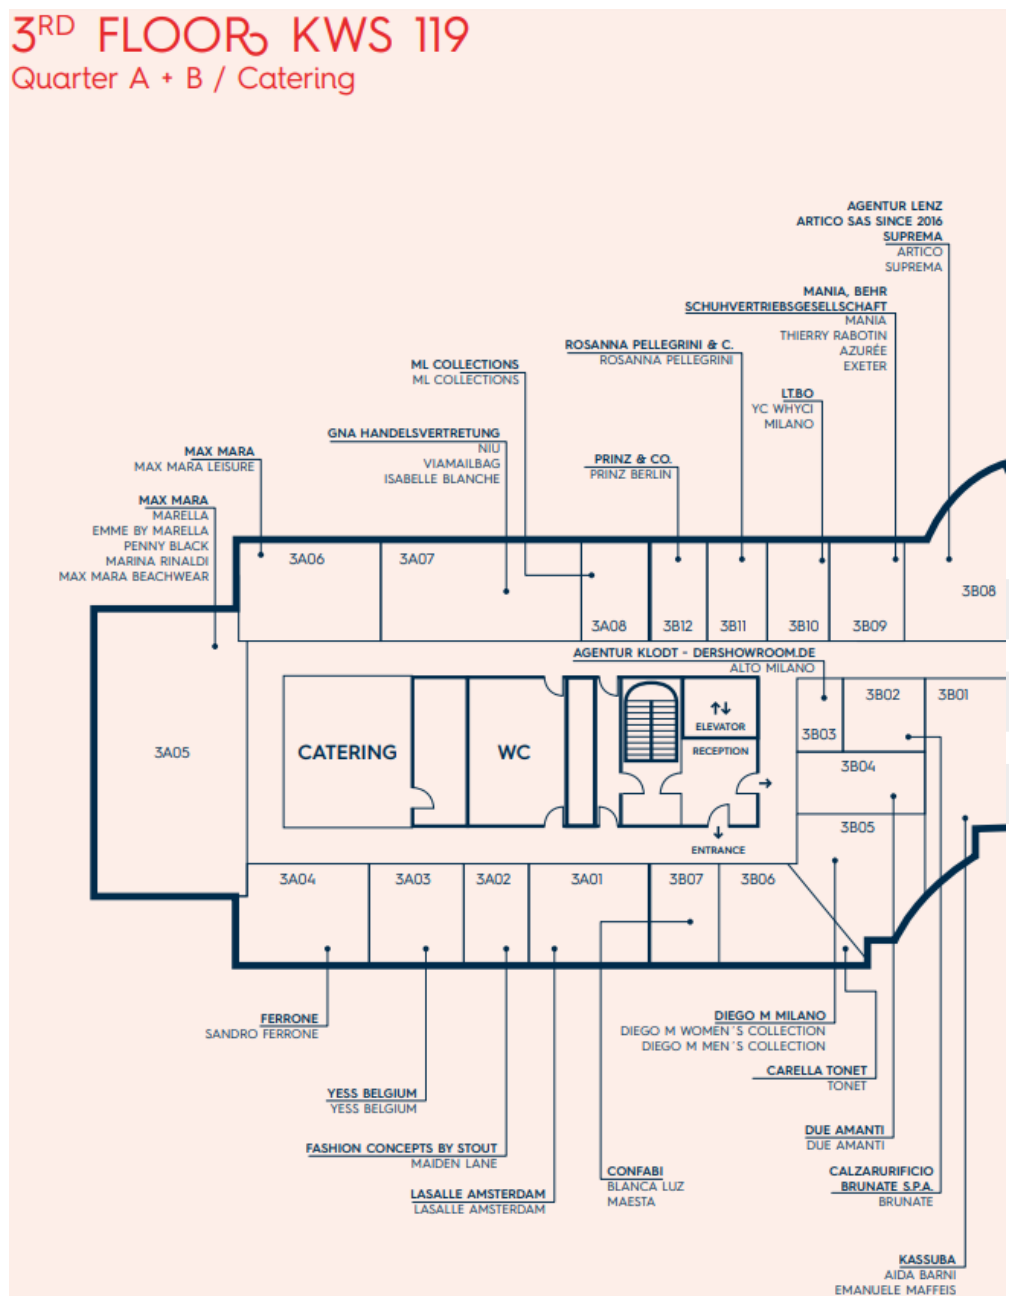 3RD FLOOR KWS 119
Quarter A + B / Catering
AGENTUR LENZ
ARTICO SAS SINCE 2016
SUPREMA
ARTICO
SUPREMA
MANIA, BEHR
SCHUHVERTRIEBSGESELLSCHAFT
MANIA
THIERRY RABOTIN
AZURÉE
EXETER
ROSANNA PELLEGRINI & C.
ROSANNA PELLEGRINI
ML COLLECTIONS
ML COLLECTIONS
LT.BO
YC WHYCI
MILANO
GNA HANDELSVERTRETUNG
NIU
VIAMAILBAG
ISABELLE BLANCHE
MAX MARA
MAX MARA LEISURE
PRINZ & CO.
PRINZ BERLIN
MAX MARA
MARELLA
EMME BY MARELLA
PENNY BLACK
MARINA RINALDI
MAX MARA BEACHWEAR
3A06
3A07
3B08
3A08
3B12
3B11
3B10
3B09
AGENTUR KLODT - DERSHOWROOM.DE
ALTO MILANO
3B02
3B01
3B03
ELEVATOR
3A05
CATERING
WC
RECEPTION
3B04
3B05
ENTRANCE
3A04
3A03
3A02
3A01
3B07
3B06
FERRONE
SANDRO FERRONE
DIEGO M MILANO
DIEGO M WOMEN´S COLLECTION
DIEGO M MEN´S COLLECTION
CARELLA TONET
TONET
YESS BELGIUM
YESS BELGIUM
DUE AMANTI
DUE AMANTI
FASHION CONCEPTS BY STOUT
MAIDEN LANE
CONFABI
BLANCA LUZ
MAESTA
CALZARURIFICIO
BRUNATE S.P.A.
BRUNATE
LASALLE AMSTERDAM
LASALLE AMSTERDAM
KASSUBA
AIDA BARNI
EMANUELE MAFFEIS